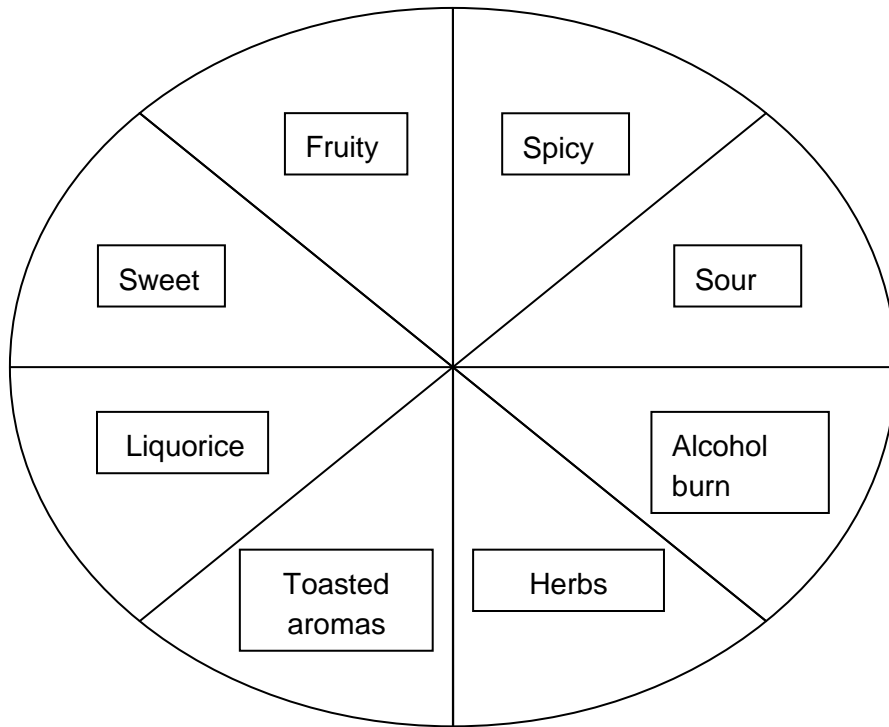 Fruity
Spicy
Sweet
Sour
Liquorice
Alcohol
burn
Toasted
aromas
Herbs